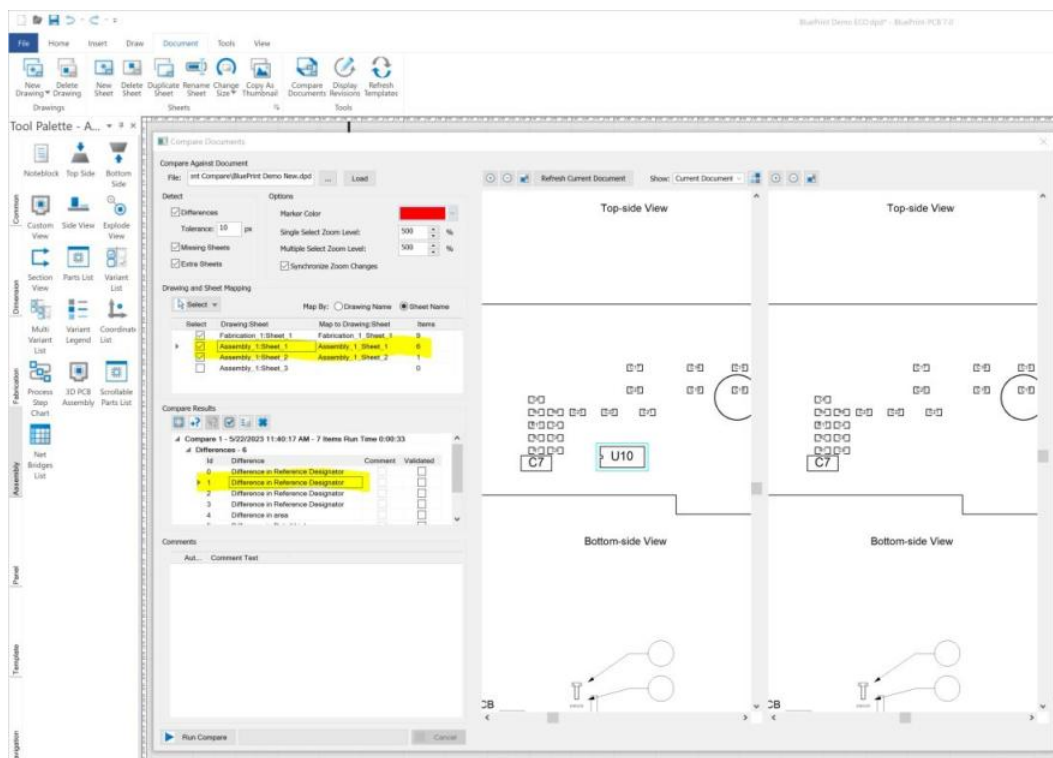 BluePrint Demo ECO.dpd* - BluePrint-PCB 7.0
File Home Insert Draw Document Tools View
New Drawing Delete Drawing New Sheet Delete Sheet Duplicate Sheet Rename Sheet Change Size Copy As Thumbnail Compare Documents Display Revisions Refresh Templates
Drawings Sheets Tools
Tool Palette - A...
Common
Dimension
Fabrication
Assembly
Panel
Template
Noteblock Top Side Bottom Side
Custom View Side View Explode View
Section View Parts List Variant List
Multi Variant List Variant Legend Coordinate List
Process Step Chart 3D PCB Assembly Scrollable Parts List
Net Bridges List
Compare Documents
Compare Against Document
File: nt Compare\BluePrint Demo New.dpd ... Load
Detect
Differences
Tolerance: 10 px
Missing Sheets
Extra Sheets
Options
Marker Color
Single Select Zoom Level: 500 %
Multiple Select Zoom Level: 500 %
Synchronize Zoom Changes
Drawing and Sheet Mapping
Select Map By: Drawing Name Sheet Name
Select Drawing:Sheet Map to Drawing:Sheet Items
Fabrication_1:Sheet_1 Fabrication_1:Sheet_1 9
Assembly_1:Sheet_1 Assembly_1:Sheet_1 6
Assembly_1:Sheet_2 Assembly_1:Sheet_2 1
Assembly_1:Sheet_3 0
Compare Results
Compare 1 - 5/22/2023 11:40:17 AM - 7 Items Run Time 0:00:33
Differences - 6
Id Difference Comment Validated
0 Difference in Reference Designator
1 Difference in Reference Designator
2 Difference in Reference Designator
3 Difference in Reference Designator
4 Difference in area
Comments
Aut... Comment Text
Run Compare Cancel
Refresh Current Document Show: Current Document
Top-side View
C7
U10
Bottom-side View
CB
Top-side View
C7
Bottom-side View
CB